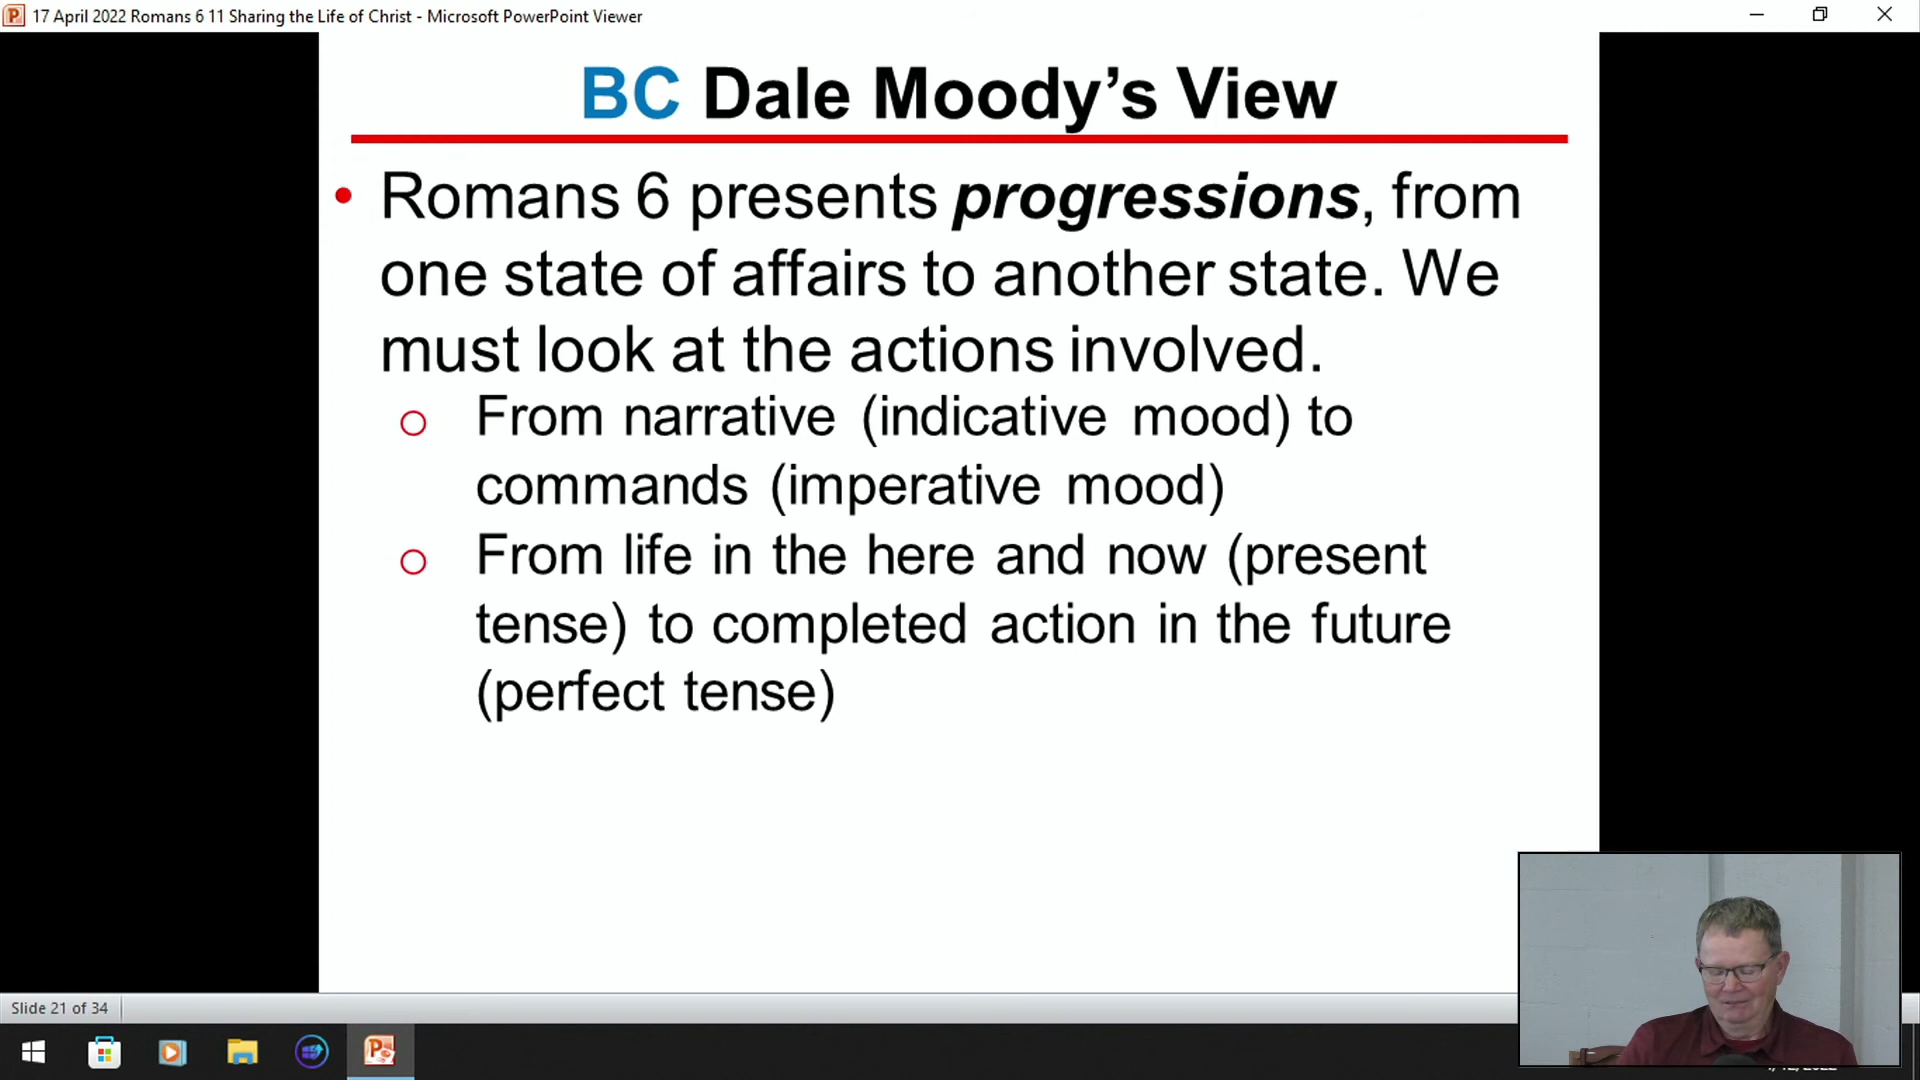 17 April 2022 Romans 6 11 Sharing the Life of Christ - Microsoft PowerPoint Viewer
BC Dale Moody’s View
• Romans 6 presents progressions, from
one state of affairs to another state. We
must look at the actions involved.
o From narrative (indicative mood) to
commands (imperative mood)
o From life in the here and now (present
tense) to completed action in the future
(perfect tense)
Slide 21 of 34